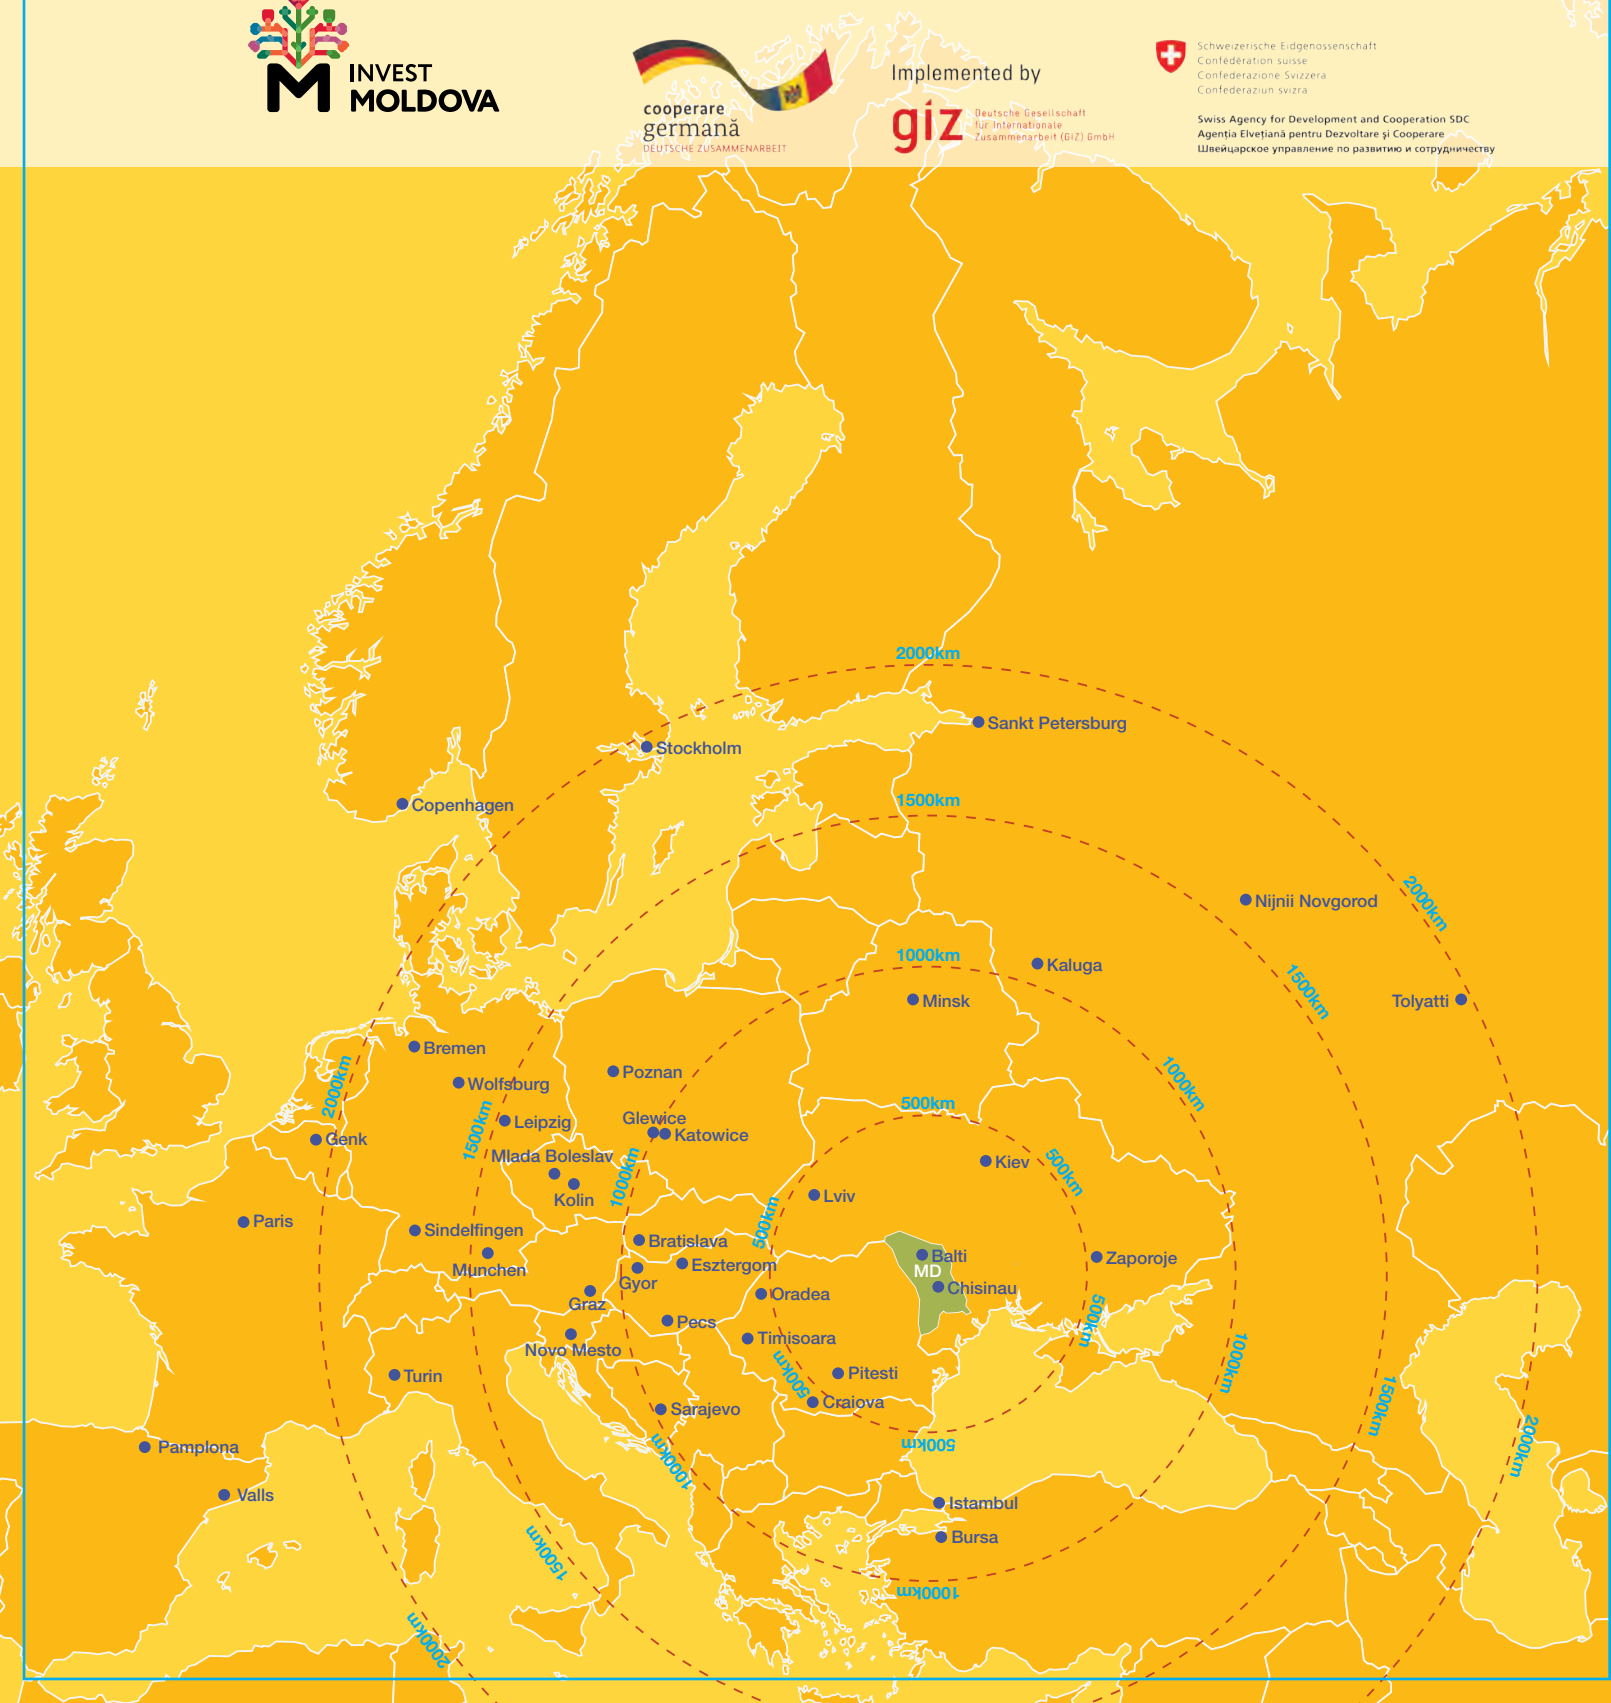 INVEST
MOLDOVA
cooperare
germană
DEUTSCHE ZUSAMMENARBEIT
Implemented by
giz
Deutsche Gesellschaft
für Internationale
Zusammenarbeit (GIZ) GmbH
Schweizerische Eidgenossenschaft
Confédération suisse
Confederazione Svizzera
Confederaziun svizra
Swiss Agency for Development and Cooperation SDC
Agenția Elvețiană pentru Dezvoltare și Cooperare
Швейцарское управление по развитию и сотрудничеству
2000km
Sankt Petersburg
Stockholm
Copenhagen
1500km
2000km
Nijnii Novgorod
1000km
Kaluga
1500km
Minsk
Tolyatti
Bremen
Poznan
Wolfsburg
2000km
1000km
500km
Leipzig
1500km
Glewice
Katowice
Genk
Mlada Boleslav
Kiev
500km
1000km
Kolin
Lviv
Paris
500km
Sindelfingen
Bratislava
Balti
Zaporoje
Munchen
Esztergom
MD
Gyor
Chisinau
Graz
Oradea
500km
Pecs
Timisoara
Novo Mesto
1000km
Turin
500km
Pitesti
Craiova
1500km
Sarajevo
Pamplona
1000km
500km
2000km
Valls
Istambul
Bursa
1500km
1000km
2000km